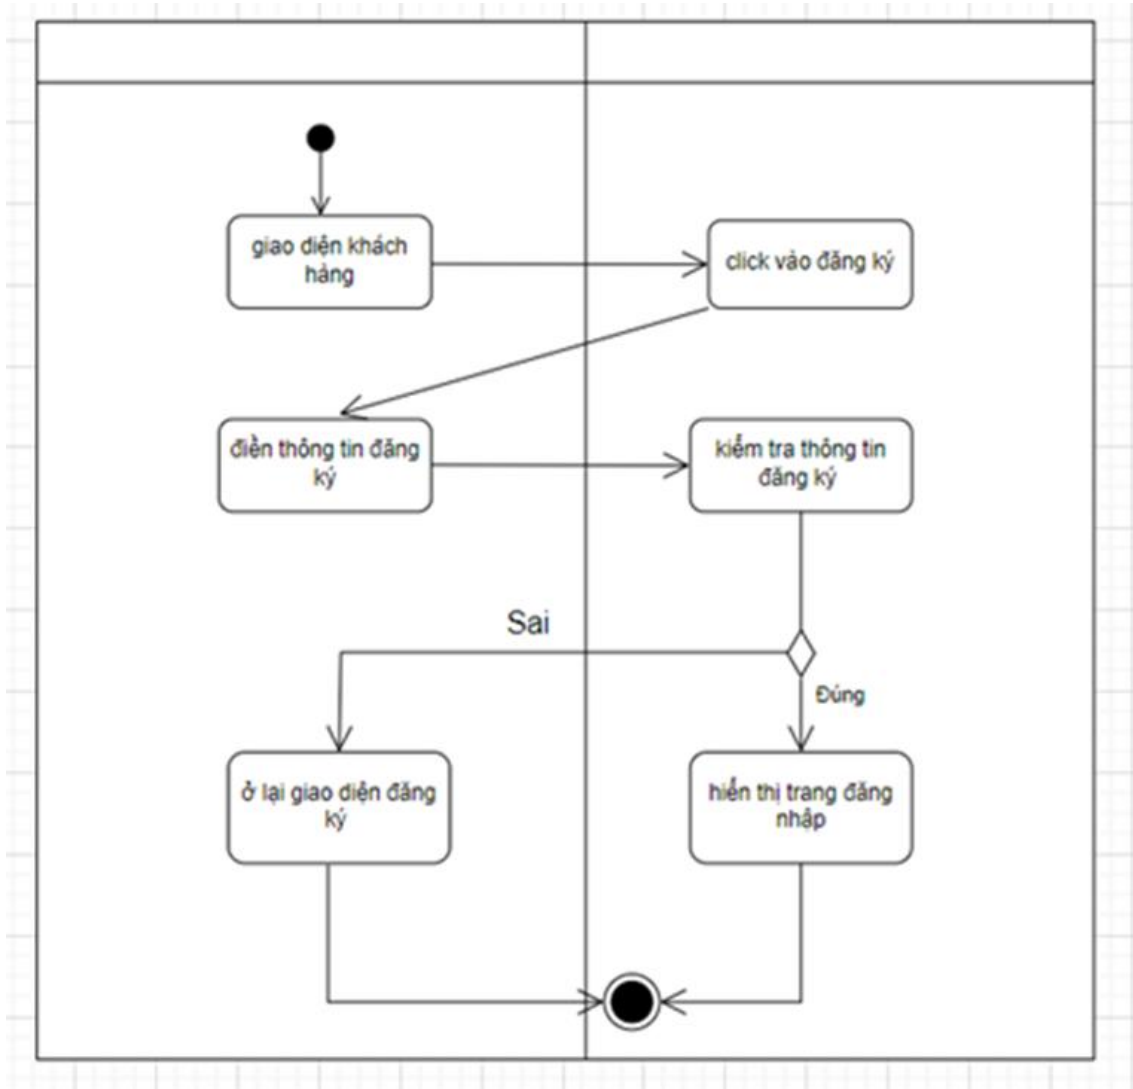 giao diện khách
hàng
click vào đăng ký
điền thông tin đăng
ký
kiểm tra thông tin
đăng ký
Sai
Đúng
ở lại giao diện đăng
ký
hiển thị trang đăng
nhập